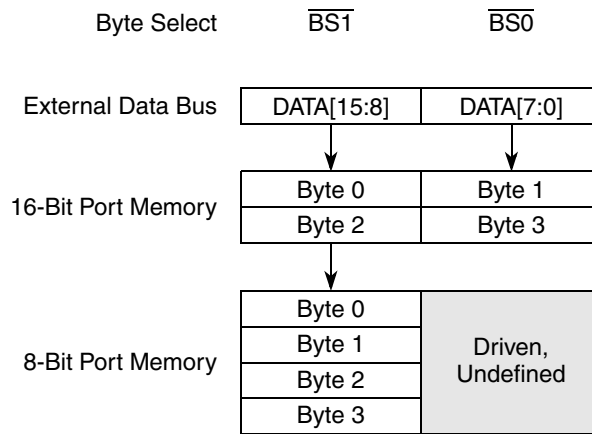 Byte Select BS1 BS0
External Data Bus DATA[15:8] DATA[7:0]
16-Bit Port Memory
Byte 0 Byte 1
Byte 2 Byte 3
8-Bit Port Memory
Byte 0
Byte 1
Byte 2
Byte 3
Driven,
Undefined